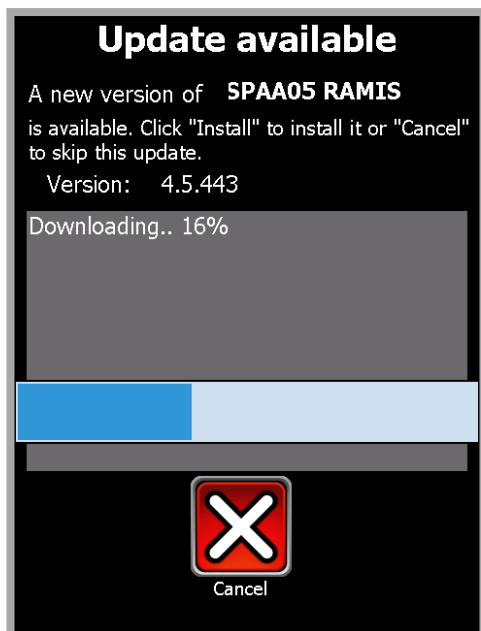 Update available
A new version of SPAA05 RAMIS
is available. Click "Install" to install it or "Cancel"
to skip this update.
Version: 4.5.443
Downloading.. 16%
Cancel